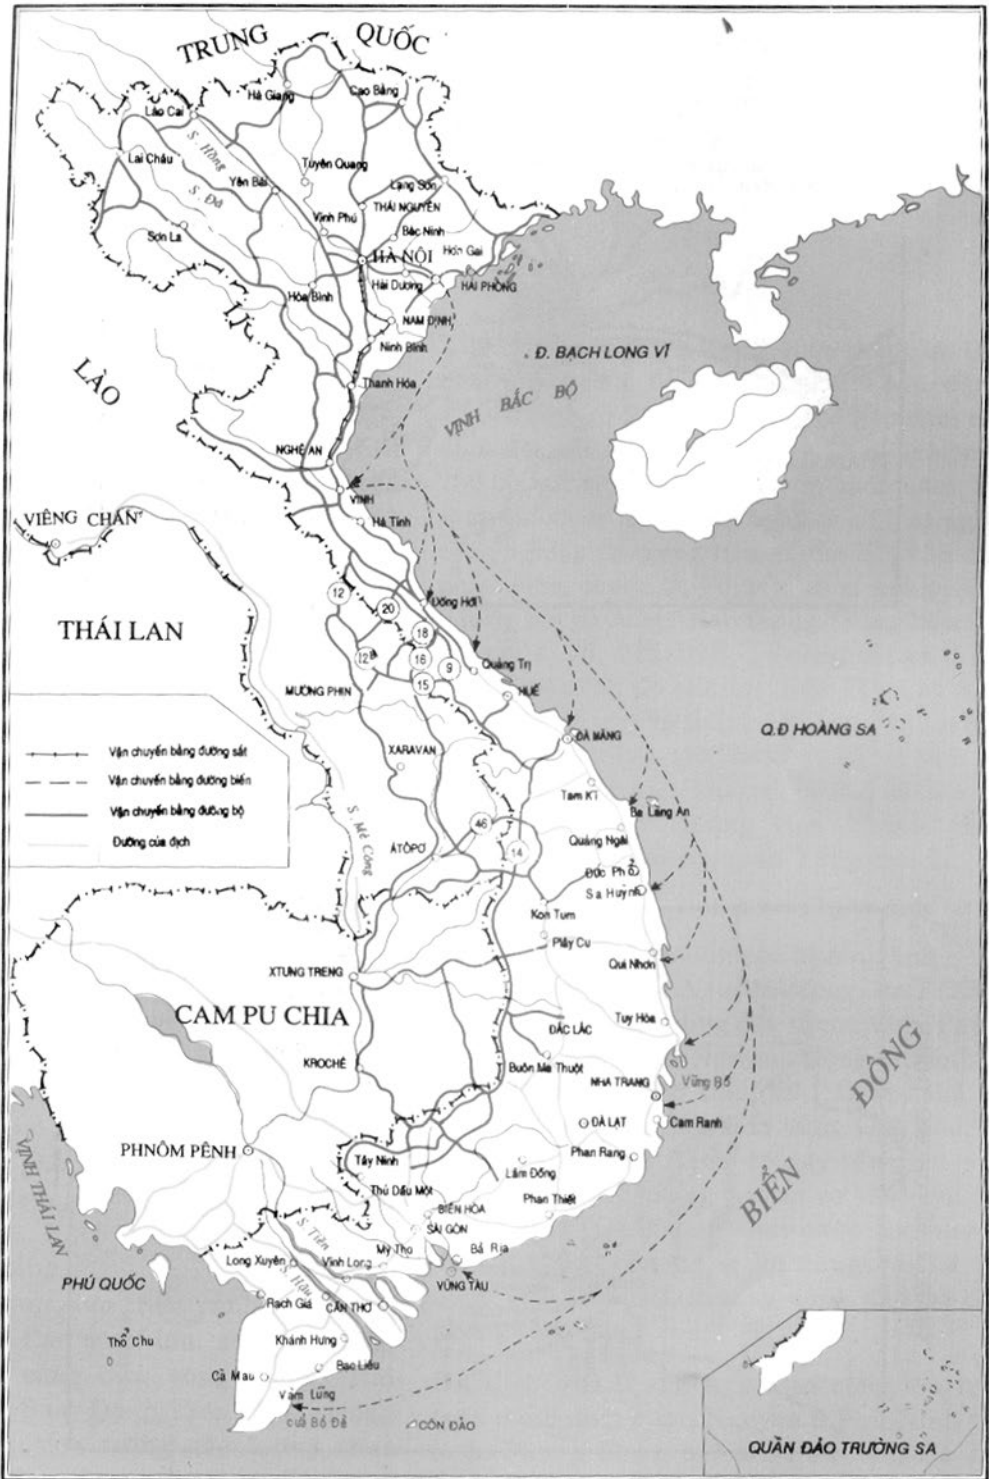 TRUNG QUỐC
Hà Giang
Cao Bằng
Lào Cai
S. Hồng
Lai Châu
Tuyên Quang
Yên Bái
Lạng Sơn
S. Đà
THÁI NGUYÊN
Vĩnh Phú
Bắc Ninh
Sơn La
HÀ NỘI
Hòn Gai
Hải Dương
HẢI PHÒNG
Hòa Bình
NAM ĐỊNH
Ninh Bình
Đ. BẠCH LONG VĨ
LÀO
Thanh Hóa
VỊNH BẮC BỘ
NGHỆ AN
VINH
VIÊNG CHĂN
Hà Tĩnh
12
20
Đồng Hới
THÁI LAN
18
12B
16
9
Quảng Trị
15
MƯỜNG PHIN
HUẾ
Q.Đ HOÀNG SA
ĐÀ NẴNG
Vận chuyển bằng đường sắt
XARAVAN
Vận chuyển bằng đường biển
Tam Kì
Vận chuyển bằng đường bộ
Ba Làng An
S. Mê Công
46
Đường của địch
Quảng Ngãi
ÁTÔPƠ
14
Đức Phổ
Sa Huỳnh
Kon Tum
Plây Cu
Qui Nhơn
XTUNG TRENG
CAM PU CHIA
Tuy Hòa
ĐẮC LẮC
ĐÔNG
KROCHÊ
Buôn Ma Thuột
NHA TRANG
Vũng Rô
ĐÀ LẠT
Cam Ranh
PHNÔM PÊNH
Tây Ninh
Phan Rang
VỊNH THÁI LAN
Lâm Đồng
BIỂN
Thủ Dầu Một
Phan Thiết
BIÊN HÒA
SÀI GÒN
S. Tiền
Mỹ Tho
Bà Rịa
Long Xuyên
Vĩnh Long
PHÚ QUỐC
S. Hậu
VŨNG TÀU
Rạch Giá
CẦN THƠ
Thổ Chu
Khánh Hưng
Bạc Liêu
Cà Mau
Vàm Lũng
cửa Bồ Đề
CÔN ĐẢO
QUẦN ĐẢO TRƯỜNG SA